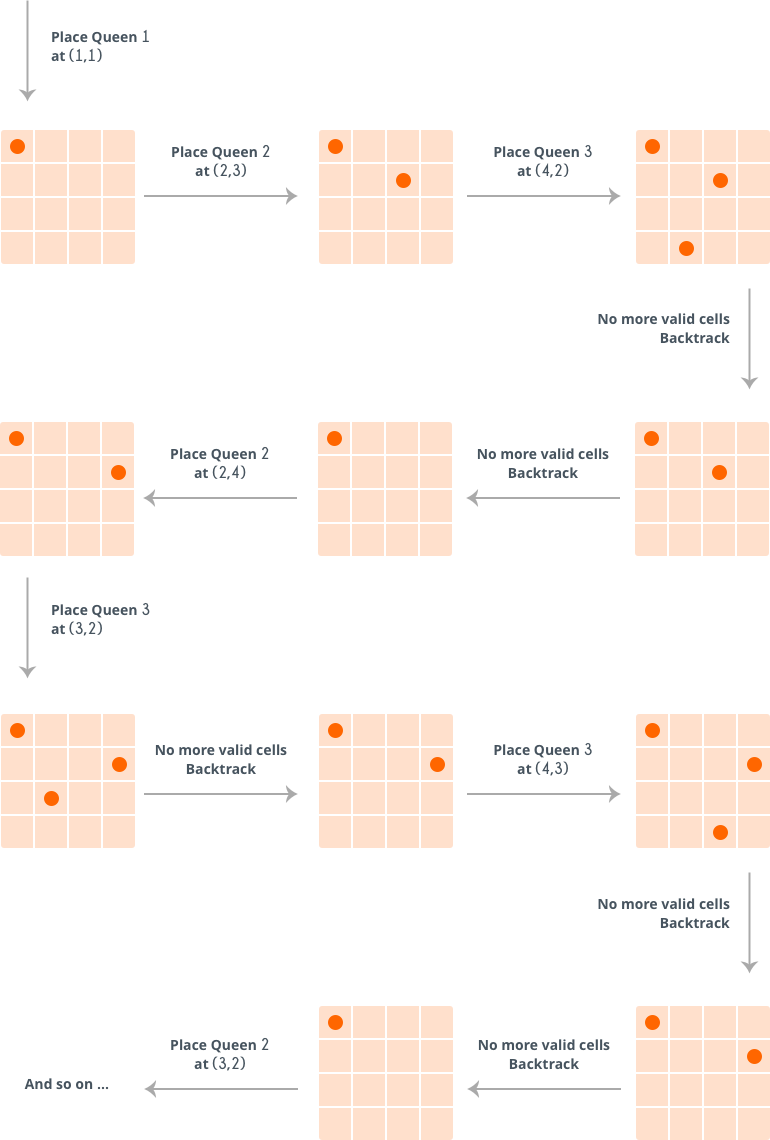 Place Queen 1
at (1,1)
Place Queen 2
at (2,3)
Place Queen 3
at (4,2)
No more valid cells
Backtrack
Place Queen 2
at (2,4)
No more valid cells
Backtrack
Place Queen 3
at (3,2)
No more valid cells
Backtrack
Place Queen 3
at (4,3)
No more valid cells
Backtrack
And so on ...
Place Queen 2
at (3,2)
No more valid cells
Backtrack